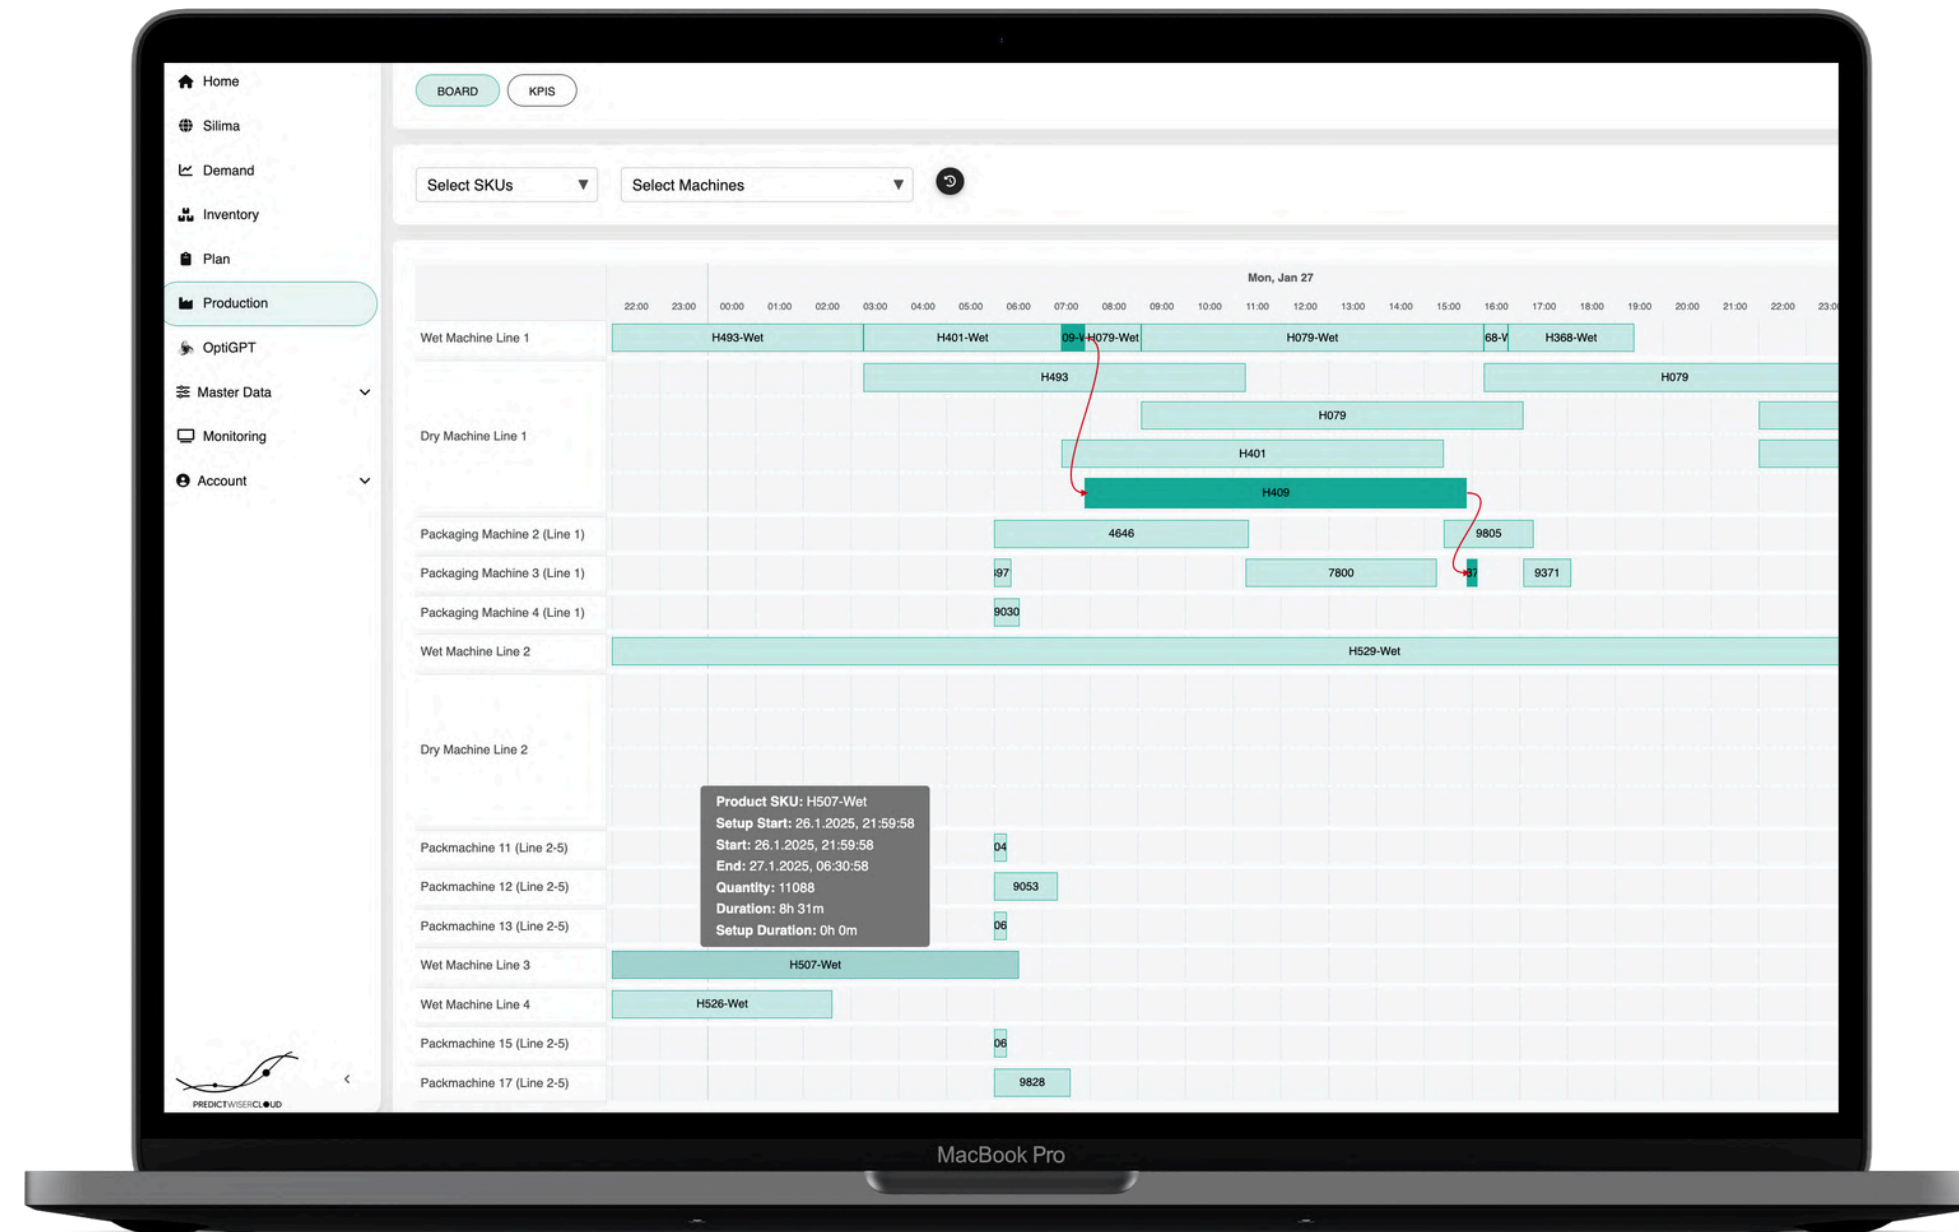 Home
Silima
Demand
Inventory
Plan
Production
OptiGPT
Master Data
Monitoring
Account
PREDICTWISERCLOUD
BOARD KPIS
Select SKUs Select Machines
Mon, Jan 27
22:00 23:00 00:00 01:00 02:00 03:00 04:00 05:00 06:00 07:00 08:00 09:00 10:00 11:00 12:00 13:00 14:00 15:00 16:00 17:00 18:00 19:00 20:00 21:00 22:00 23:0
Wet Machine Line 1 H493-Wet H401-Wet 09-V H079-Wet H079-Wet 68-V H368-Wet
H493 H079
H079
Dry Machine Line 1
H401
H409
Packaging Machine 2 (Line 1) 4646 9805
Packaging Machine 3 (Line 1) 97 7800 9371
Packaging Machine 4 (Line 1) 9030
Wet Machine Line 2 H529-Wet
Dry Machine Line 2
Product SKU: H507-Wet
Setup Start: 26.1.2025, 21:59:58
Start: 26.1.2025, 21:59:58
End: 27.1.2025, 06:30:58
Quantity: 11088
Duration: 8h 31m
Setup Duration: 0h 0m
Packmachine 11 (Line 2-5) 04
Packmachine 12 (Line 2-5) 9053
Packmachine 13 (Line 2-5) 06
Wet Machine Line 3 H507-Wet
Wet Machine Line 4 H526-Wet
Packmachine 15 (Line 2-5) 06
Packmachine 17 (Line 2-5) 9828
MacBook Pro